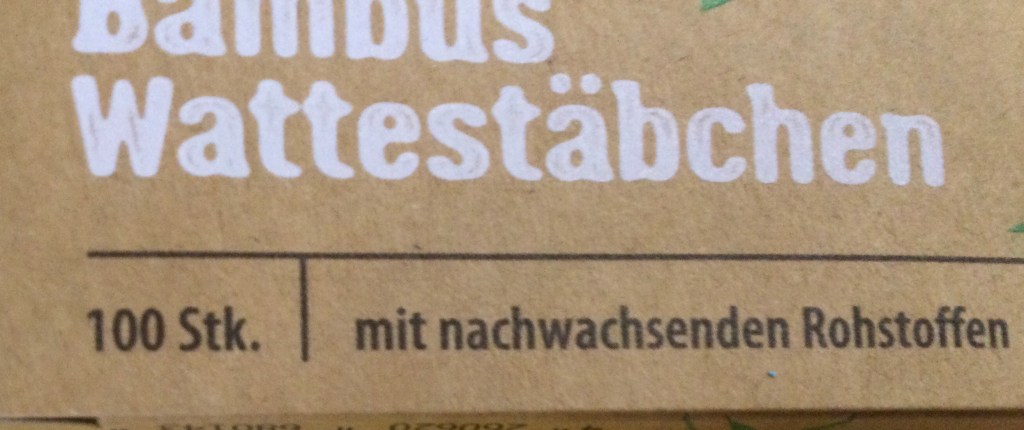 Bambus
Wattestäbchen
100 Stk.
mit nachwachsenden Rohstoffen